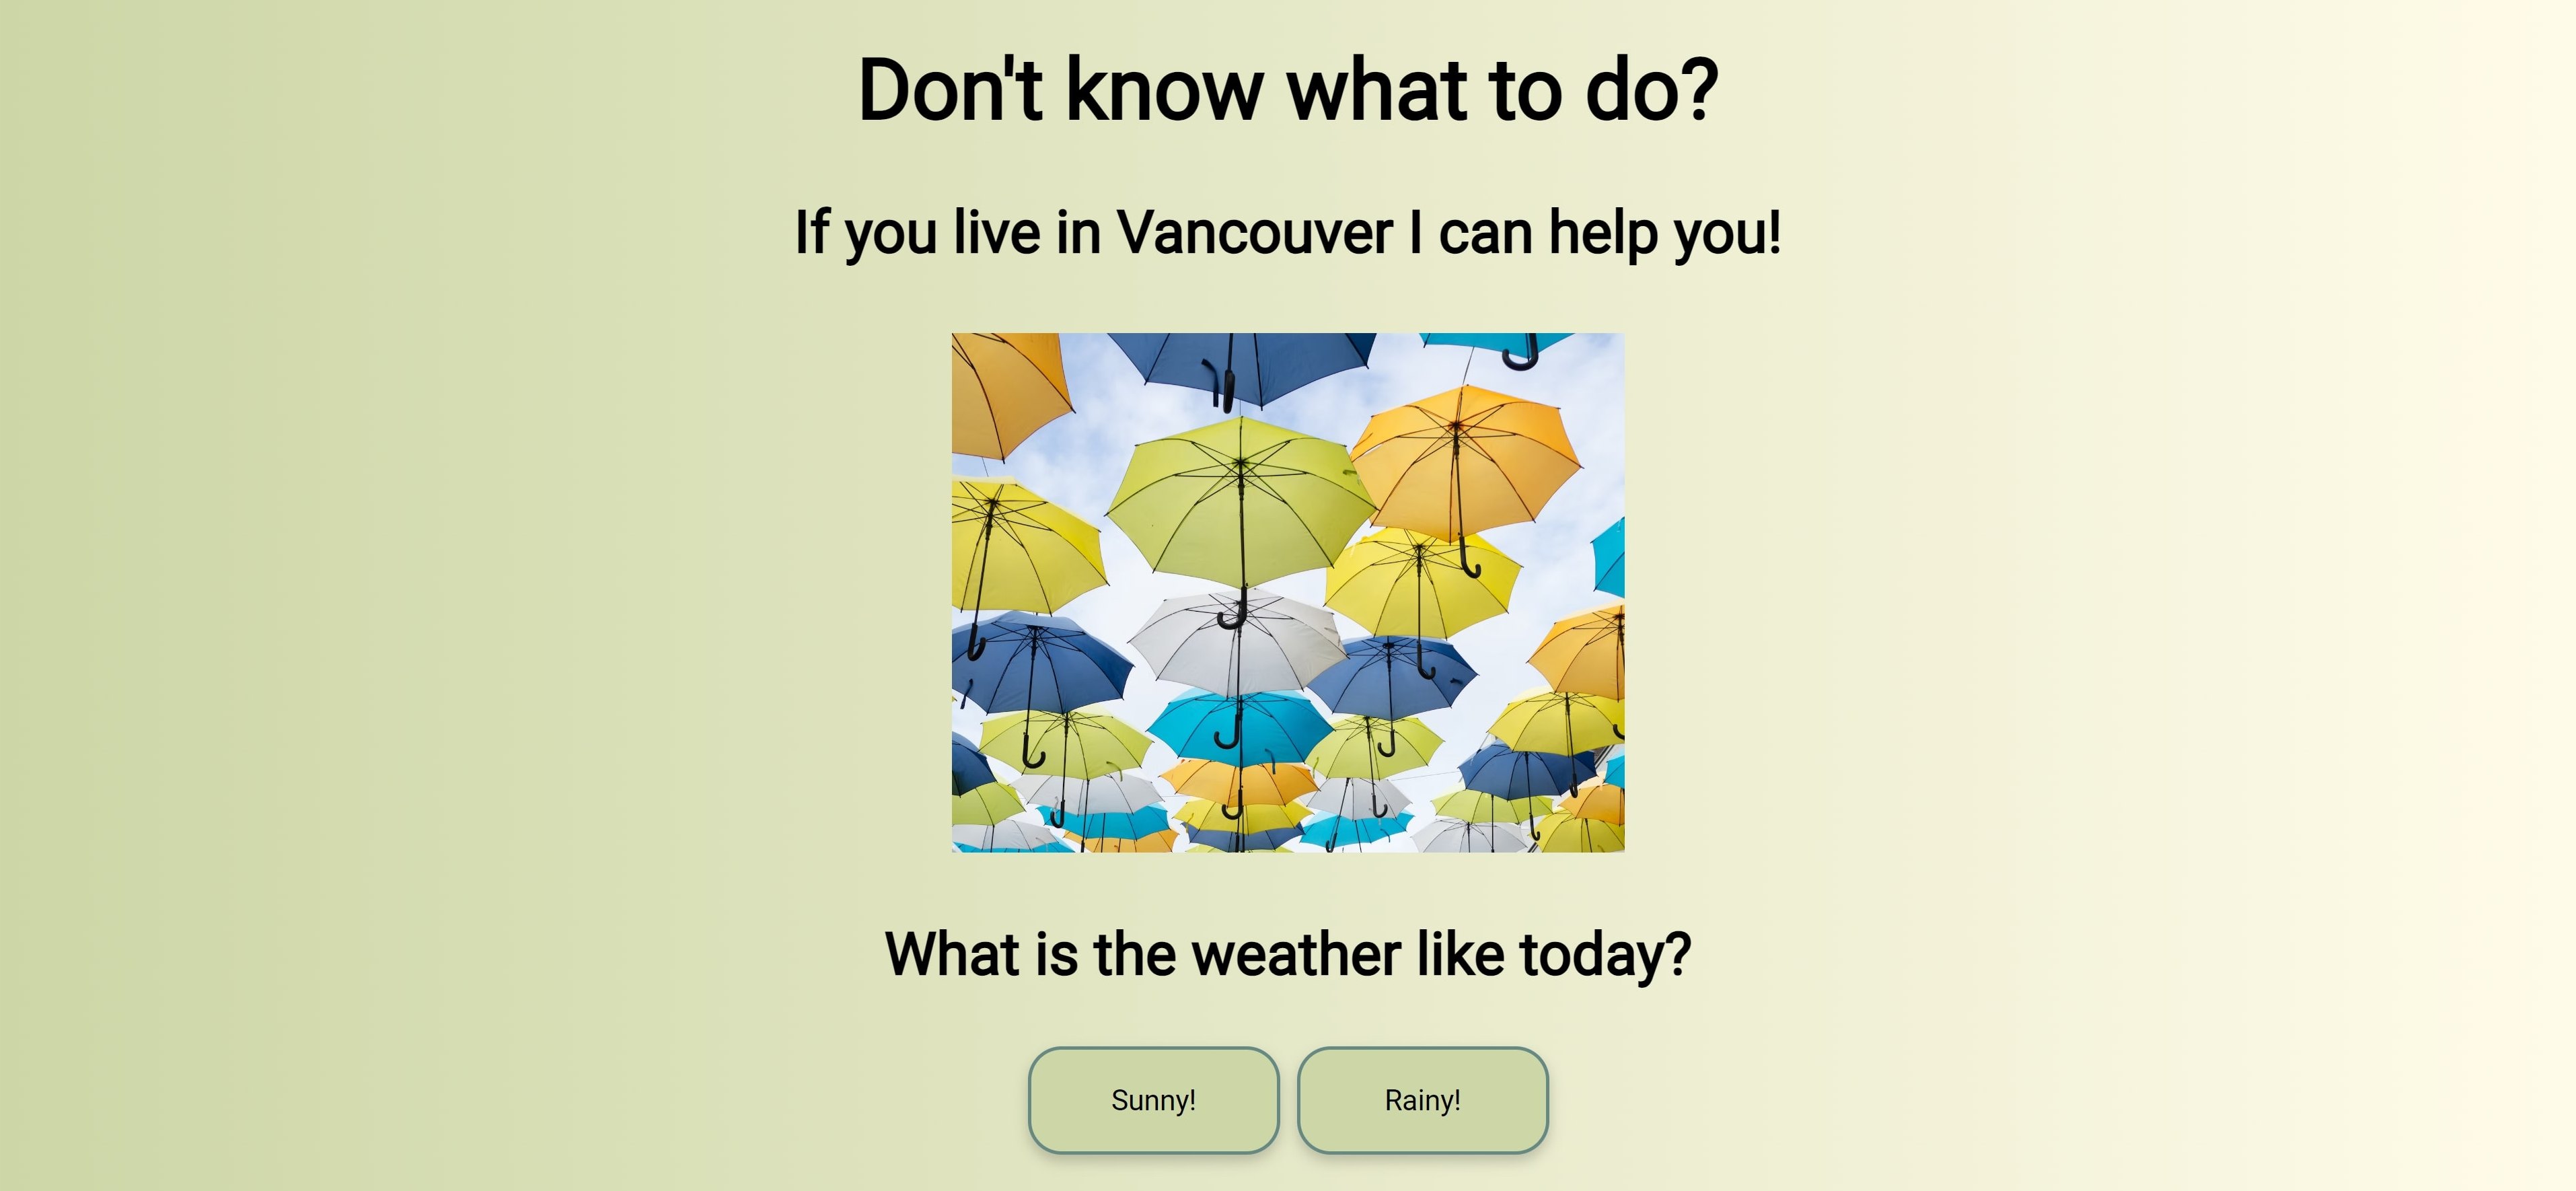 Don't know what to do?
If you live in Vancouver I can help you!
What is the weather like today?
Sunny!
Rainy!